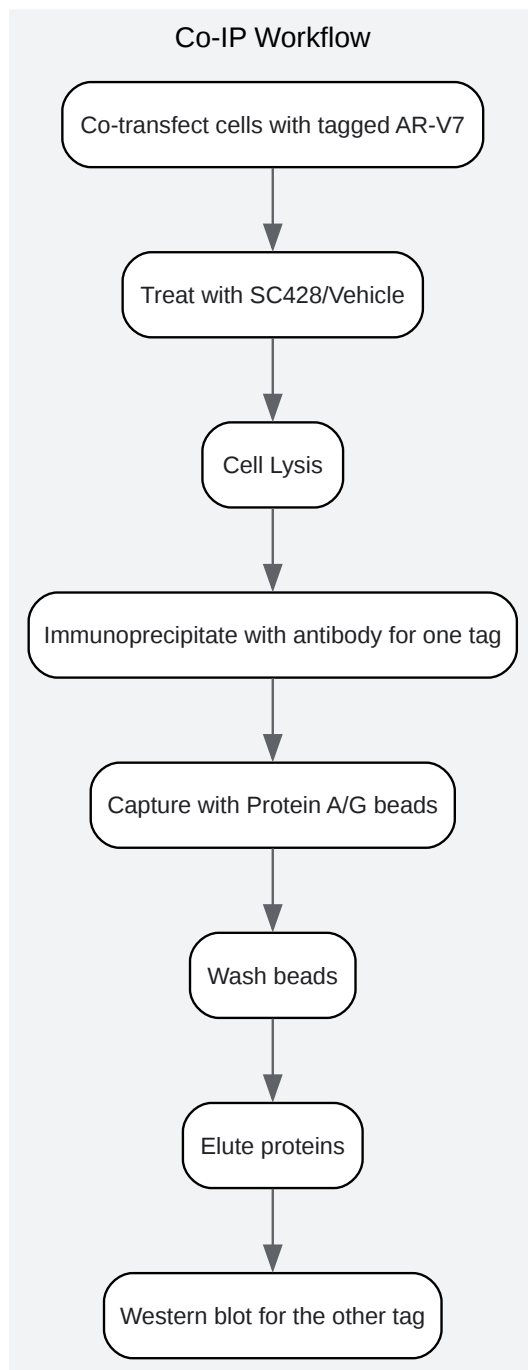 Co-IP Workflow
Co-transfect cells with tagged AR-V7
Treat with SC428/Vehicle
Cell Lysis
Immunoprecipitate with antibody for one tag
Capture with Protein A/G beads
Wash beads
Elute proteins
Western blot for the other tag